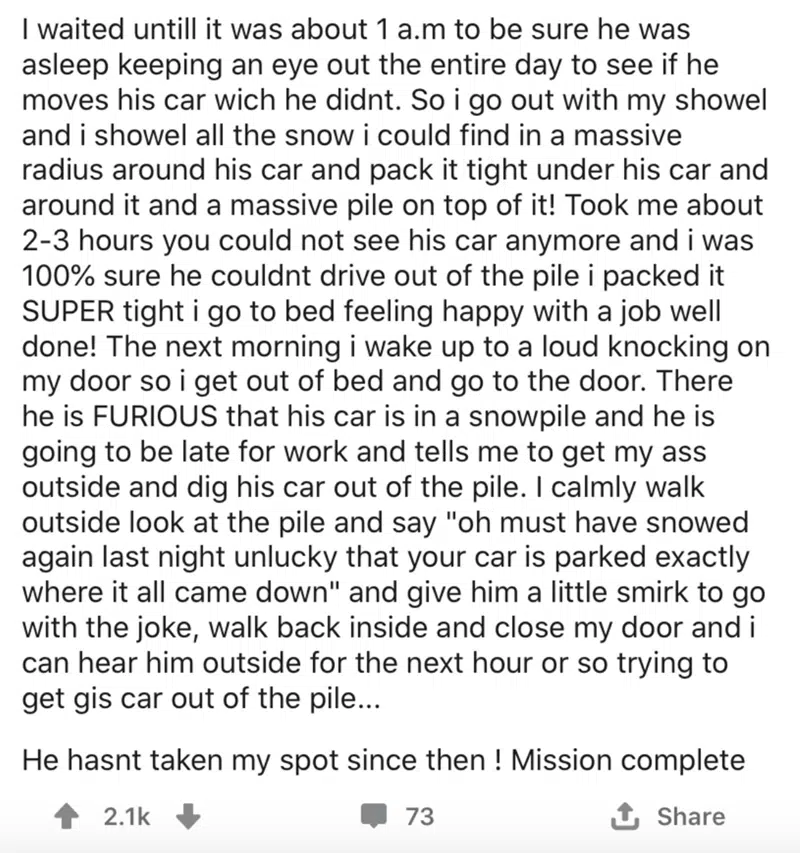 I waited untill it was about 1 a.m to be sure he was
asleep keeping an eye out the entire day to see if he
moves his car wich he didnt. So i go out with my showel
and i showel all the snow i could find in a massive
radius around his car and pack it tight under his car and
around it and a massive pile on top of it! Took me about
2-3 hours you could not see his car anymore and i was
100% sure he couldnt drive out of the pile i packed it
SUPER tight i go to bed feeling happy with a job well
done! The next morning i wake up to a loud knocking on
my door so i get out of bed and go to the door. There
he is FURIOUS that his car is in a snowpile and he is
going to be late for work and tells me to get my ass
outside and dig his car out of the pile. I calmly walk
outside look at the pile and say "oh must have snowed
again last night unlucky that your car is parked exactly
where it all came down" and give him a little smirk to go
with the joke, walk back inside and close my door and i
can hear him outside for the next hour or so trying to
get gis car out of the pile...
He hasnt taken my spot since then ! Mission complete
2.1k 73 Share